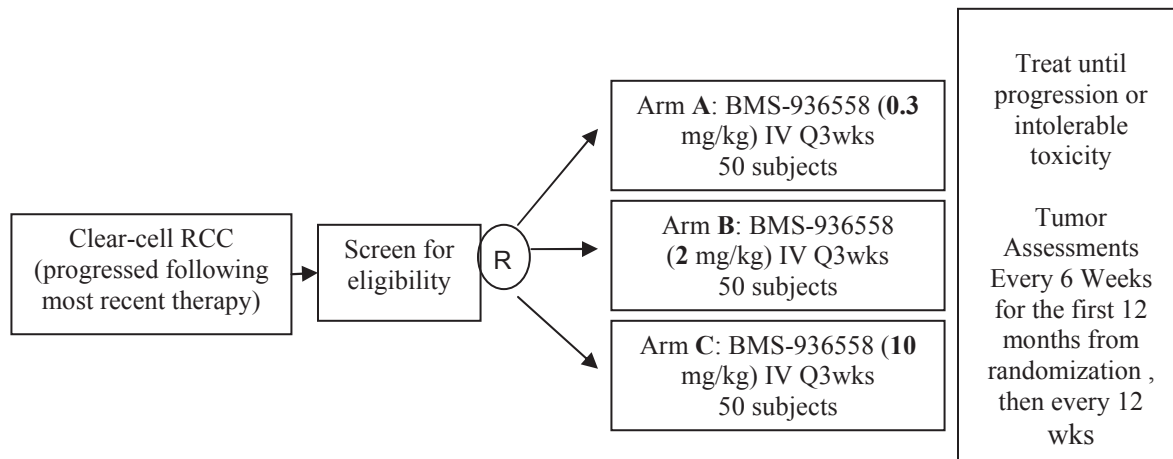 Clear-cell RCC
(progressed following
most recent therapy)
Screen for
eligibility
R
Arm A: BMS-936558 (0.3
mg/kg) IV Q3wks
50 subjects
Arm B: BMS-936558
(2 mg/kg) IV Q3wks
50 subjects
Arm C: BMS-936558 (10
mg/kg) IV Q3wks
50 subjects
Treat until
progression or
intolerable
toxicity
Tumor
Assessments
Every 6 Weeks
for the first 12
months from
randomization ,
then every 12
wks